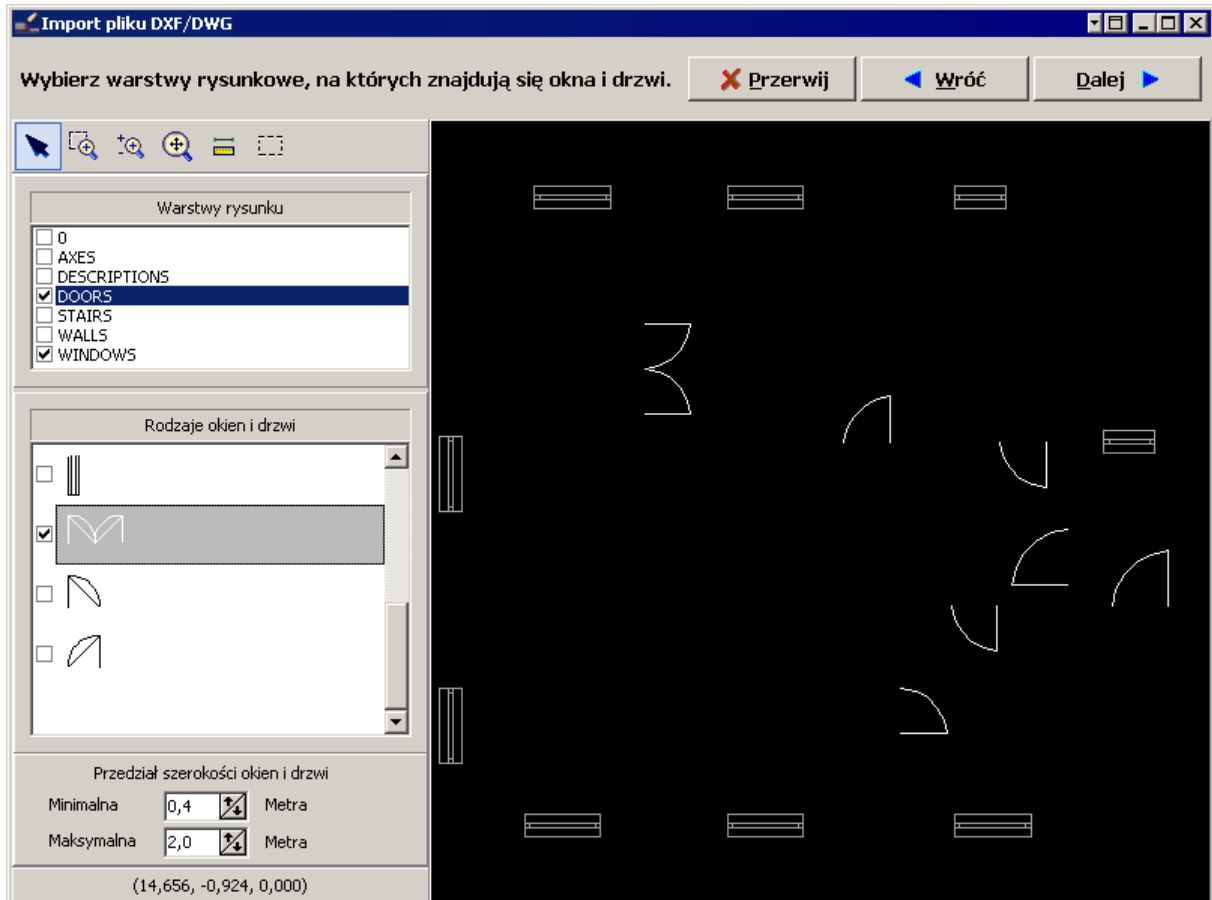 Import pliku DXF/DWG
Wybierz warstwy rysunkowe, na których znajdują się okna i drzwi.
Przerwij
Wróć
Dalej
Warstwy rysunku
0
AXES
DESCRIPTIONS
DOORS
STAIRS
WALLS
WINDOWS
Rodzaje okien i drzwi
Przedział szerokości okien i drzwi
Minimalna 0,4 Metra
Maksymalna 2,0 Metra
(14,656, -0,924, 0,000)